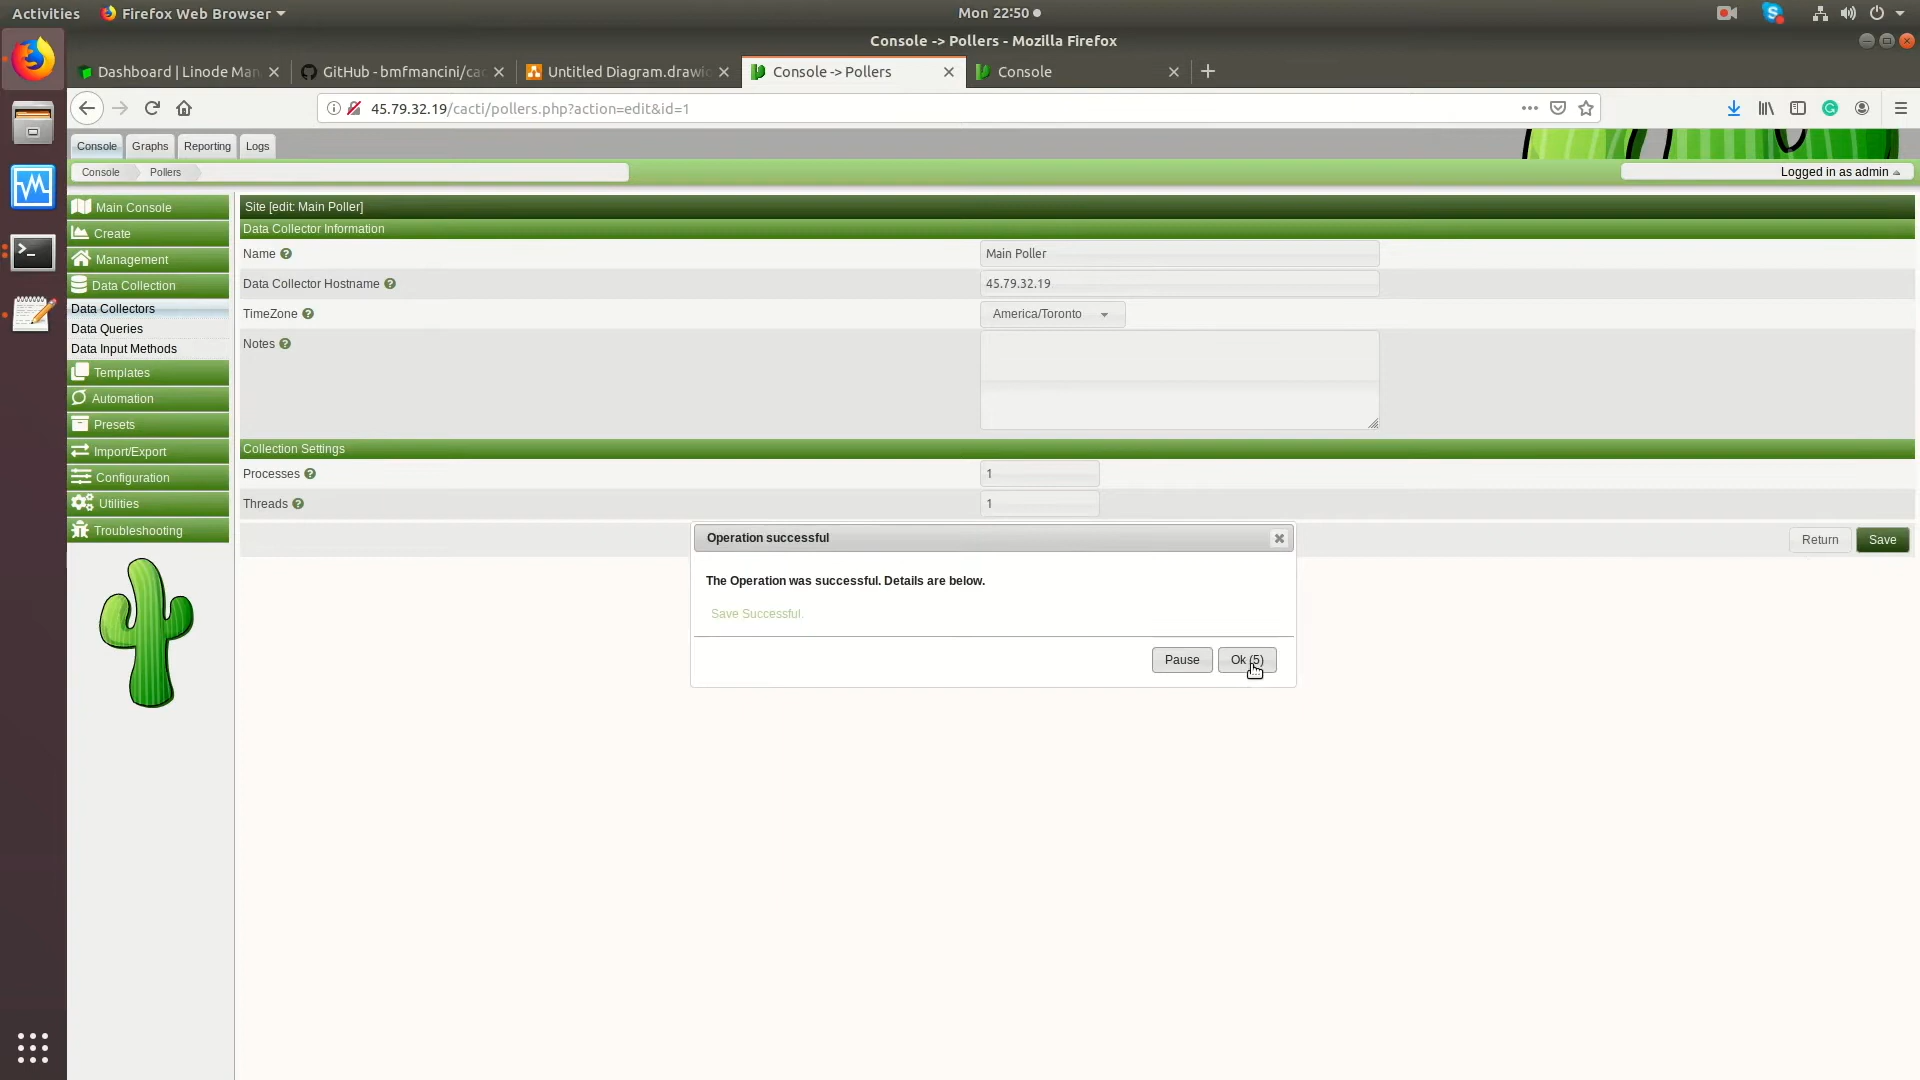 Activities
Firefox Web Browser
Mon 22:50
Console -> Pollers - Mozilla Firefox
Dashboard | Linode Man
GitHub - bmfmancini/cac
Untitled Diagram.drawio
Console -> Pollers
Console
45.79.32.19/cacti/pollers.php?action=edit&id=1
Console
Graphs
Reporting
Logs
Console
Pollers
Logged in as admin
Main Console
Create
Management
Data Collection
Data Collectors
Data Queries
Data Input Methods
Templates
Automation
Presets
Import/Export
Configuration
Utilities
Troubleshooting
Site [edit: Main Poller]
Data Collector Information
Name
Main Poller
Data Collector Hostname
45.79.32.19
TimeZone
America/Toronto
Notes
Collection Settings
Processes
1
Threads
1
Return
Save
Operation successful
The Operation was successful. Details are below.
Save Successful.
Pause
Ok (5)